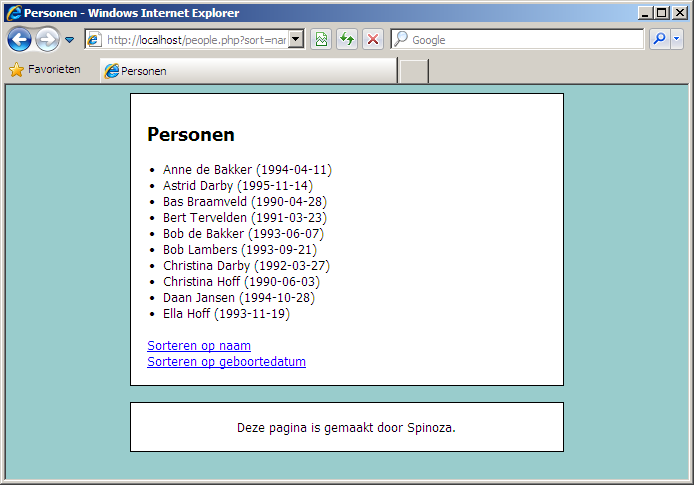 Personen - Windows Internet Explorer
http://localhost/people.php?sort=nar
Google
Favorieten
Personen
Personen
• Anne de Bakker (1994-04-11)
• Astrid Darby (1995-11-14)
• Bas Braamveld (1990-04-28)
• Bert Tervelden (1991-03-23)
• Bob de Bakker (1993-06-07)
• Bob Lambers (1993-09-21)
• Christina Darby (1992-03-27)
• Christina Hoff (1990-06-03)
• Daan Jansen (1994-10-28)
• Ella Hoff (1993-11-19)
Sorteren op naam
Sorteren op geboortedatum
Deze pagina is gemaakt door Spinoza.